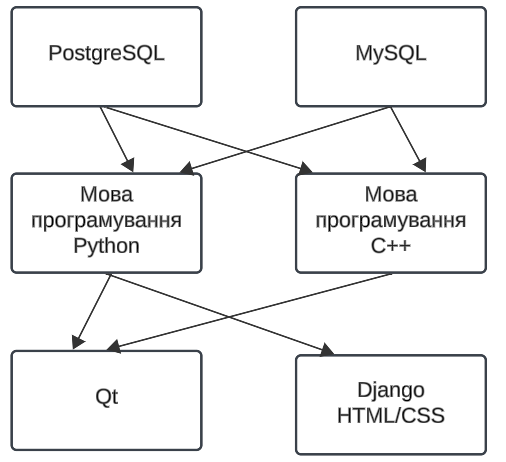 PostgreSQL
MySQL
Мова
програмування
Python
Мова
програмування
C++
Qt
Django
HTML/CSS